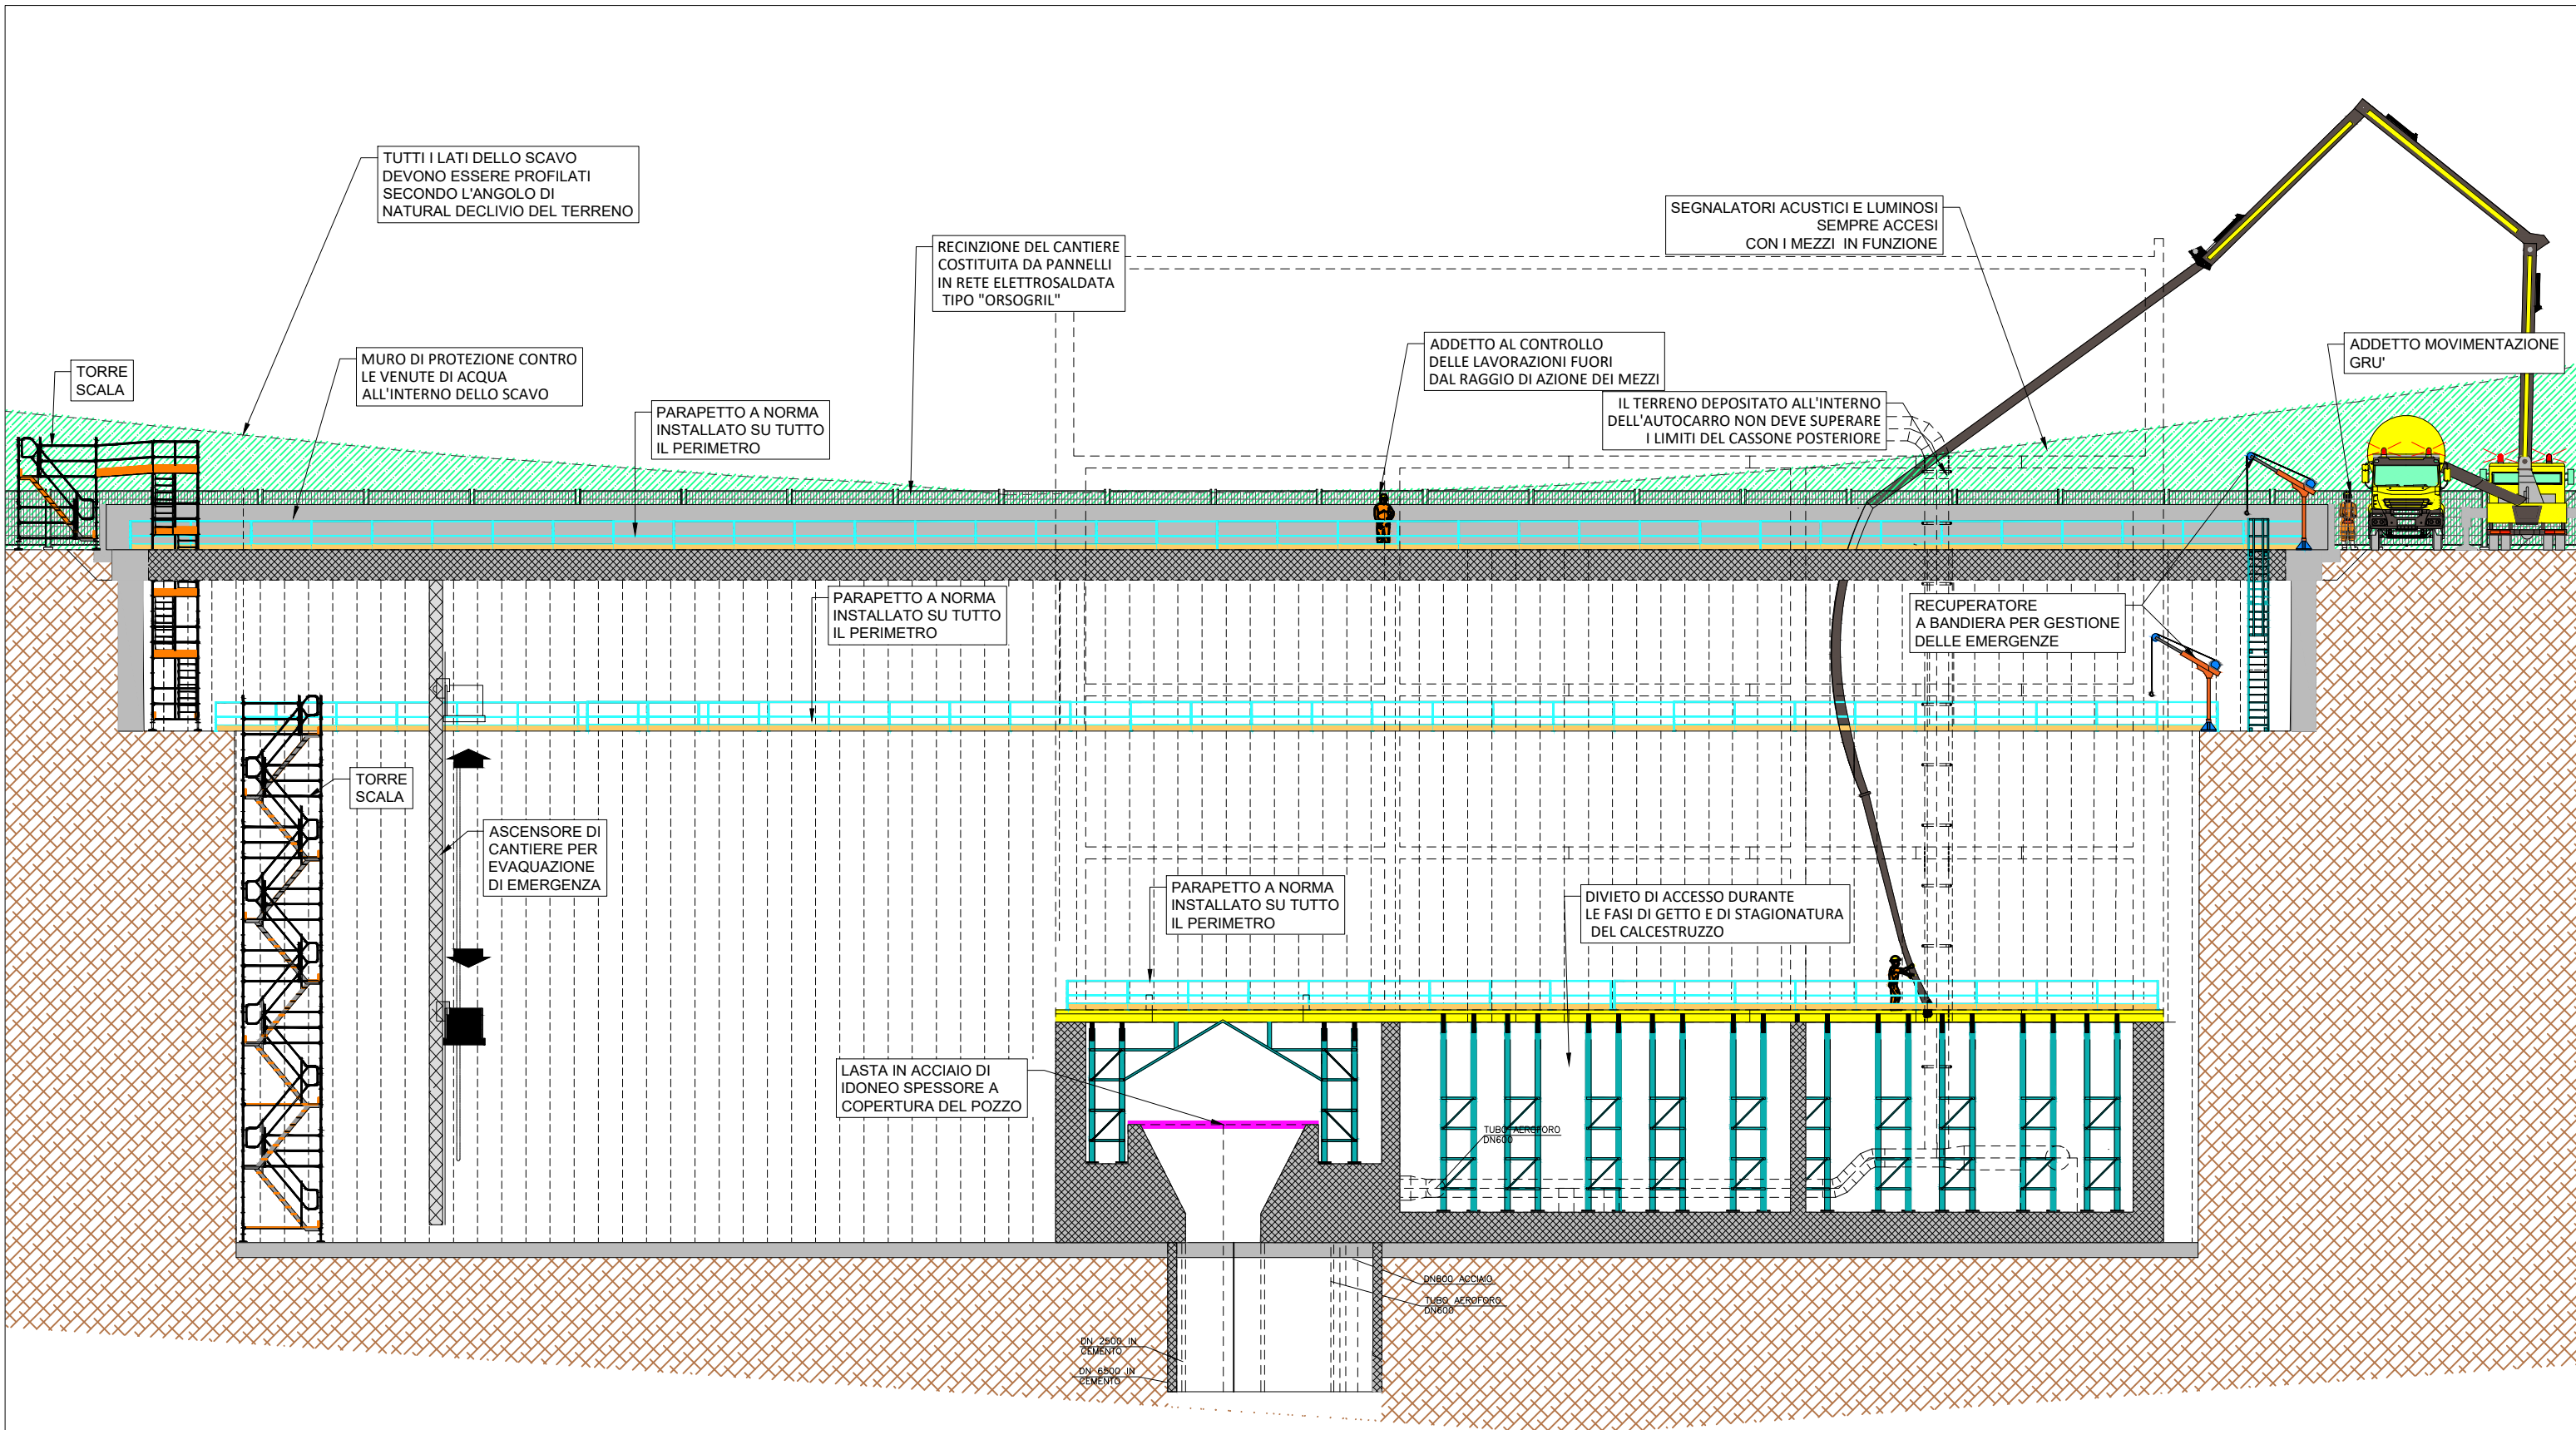 TUTTI I LATI DELLO SCAVO
DEVONO ESSERE PROFILATI
SECONDO L'ANGOLO DI
NATURAL DECLIVIO DEL TERRENO
SEGNALATORI ACUSTICI E LUMINOSI
SEMPRE ACCESI
CON I MEZZI IN FUNZIONE
RECINZIONE DEL CANTIERE
COSTITUITA DA PANNELLI
IN RETE ELETTROSALDATA
TIPO "ORSOGRIL"
ADDETTO AL CONTROLLO
DELLE LAVORAZIONI FUORI
DAL RAGGIO DI AZIONE DEI MEZZI
ADDETTO MOVIMENTAZIONE
GRU'
MURO DI PROTEZIONE CONTRO
LE VENUTE DI ACQUA
ALL'INTERNO DELLO SCAVO
TORRE
SCALA
IL TERRENO DEPOSITATO ALL'INTERNO
DELL'AUTOCARRO NON DEVE SUPERARE
I LIMITI DEL CASSONE POSTERIORE
PARAPETTO A NORMA
INSTALLATO SU TUTTO
IL PERIMETRO
PARAPETTO A NORMA
INSTALLATO SU TUTTO
IL PERIMETRO
RECUPERATORE
A BANDIERA PER GESTIONE
DELLE EMERGENZE
TORRE
SCALA
ASCENSORE DI
CANTIERE PER
EVAQUAZIONE
DI EMERGENZA
PARAPETTO A NORMA
INSTALLATO SU TUTTO
IL PERIMETRO
DIVIETO DI ACCESSO DURANTE
LE FASI DI GETTO E DI STAGIONATURA
DEL CALCESTRUZZO
LASTA IN ACCIAIO DI
IDONEO SPESSORE A
COPERTURA DEL POZZO
TUBO AEROFORO
DN600
DN800 ACCIAIO
TUBO AEROFORO
DN600
DN 2500 IN
CEMENTO
DN 6500 IN
CEMENTO